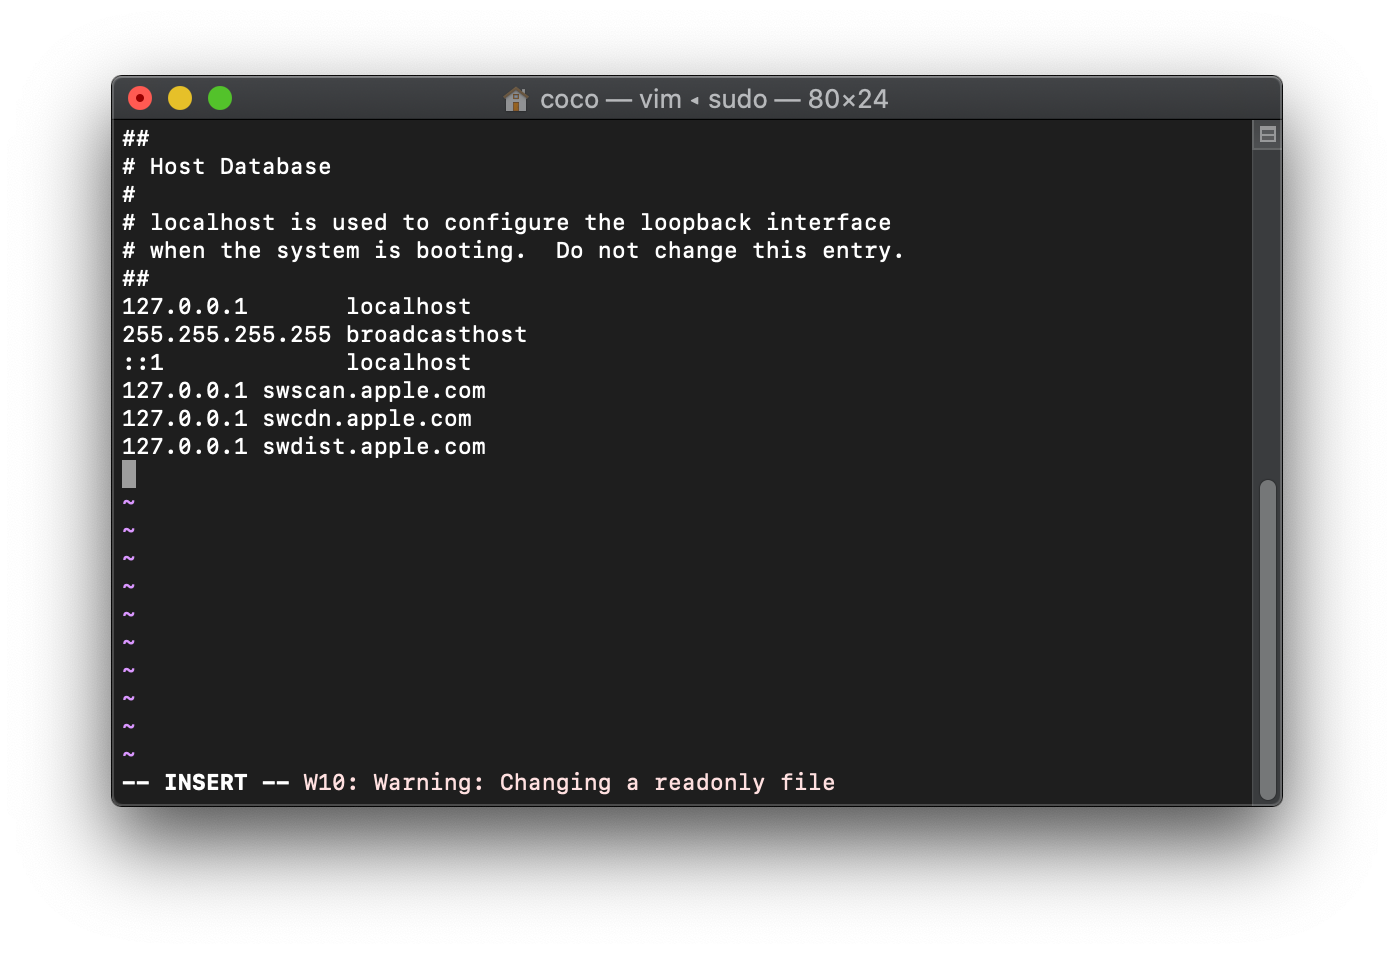 coco — vim ◂ sudo — 80×24
##
# Host Database
#
# localhost is used to configure the loopback interface
# when the system is booting.  Do not change this entry.
##
127.0.0.1       localhost
255.255.255.255 broadcasthost
::1             localhost
127.0.0.1 swscan.apple.com
127.0.0.1 swcdn.apple.com
127.0.0.1 swdist.apple.com
~
~
~
~
~
~
~
~
~
~
-- INSERT -- W10: Warning: Changing a readonly file